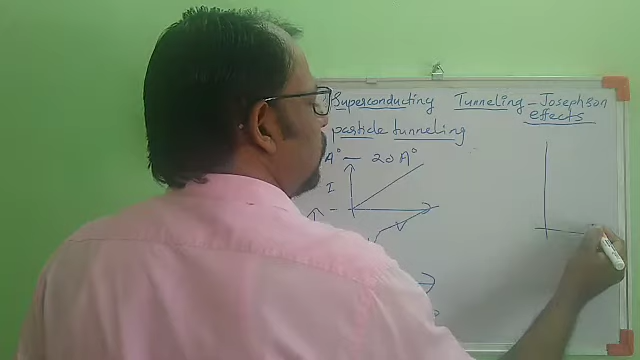 Superconducting Tunneling - Josephson
effects
particle tunneling
A° — 20 A°
I
V